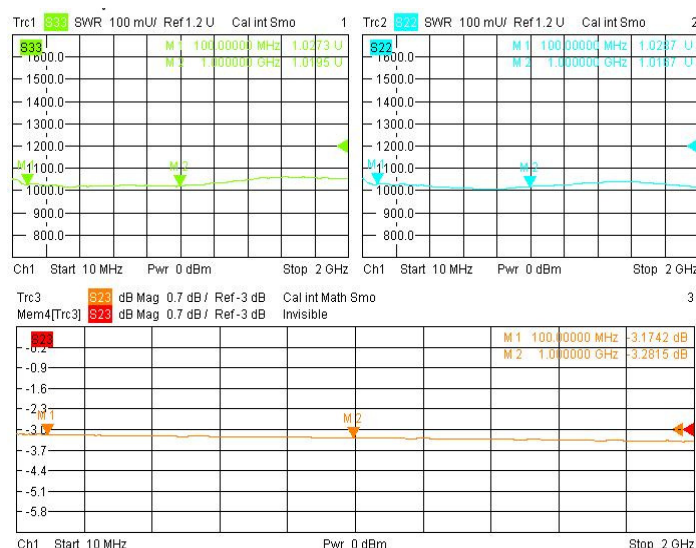 Trc1 S33 SWR 100 mU/ Ref 1.2 U Cal int Smo 1
S33
M 1 100.00000 MHz 1.0273 U
M 2 1.000000 GHz 1.0195 U
1600.0
1500.0
1400.0
1300.0
1200.0
1100.0
M 1
M 2
1000.0
900.0
800.0
Ch1 Start 10 MHz Pwr 0 dBm Stop 2 GHz
Trc2 S22 SWR 100 mU/ Ref 1.2 U Cal int Smo 2
S22
M 1 100.00000 MHz 1.0287 U
M 2 1.000000 GHz 1.0187 U
1600.0
1500.0
1400.0
1300.0
1200.0
1100.0
M 1
M 2
1000.0
900.0
800.0
Ch1 Start 10 MHz Pwr 0 dBm Stop 2 GHz
Trc3 S23 dB Mag 0.7 dB / Ref -3 dB Cal int Math Smo 3
Mem4[Trc3] S23 dB Mag 0.7 dB / Ref -3 dB Invisible
S23
M 1 100.00000 MHz -3.1742 dB
M 2 1.000000 GHz -3.2815 dB
-0.2
-0.9
-1.6
-2.3
M 1
M 2
-3.0
-3.7
-4.4
-5.1
-5.8
Ch1 Start 10 MHz Pwr 0 dBm Stop 2 GHz